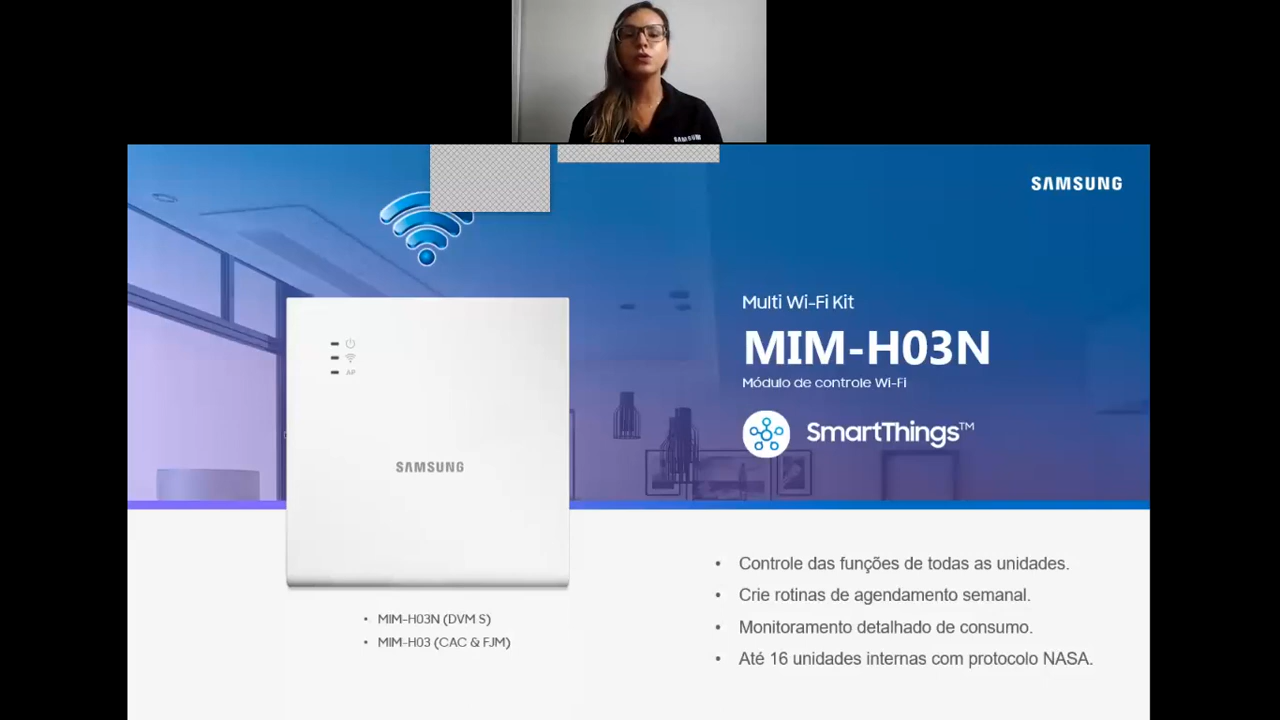 SAMSUNG
SAMSUNG
Multi Wi-Fi Kit
MIM-H03N
Módulo de controle Wi-Fi
SmartThings™
AP
SAMSUNG
MIM-H03N (DVM S)
MIM-H03 (CAC & FJM)
• Controle das funções de todas as unidades.
• Crie rotinas de agendamento semanal.
• Monitoramento detalhado de consumo.
• Até 16 unidades internas com protocolo NASA.